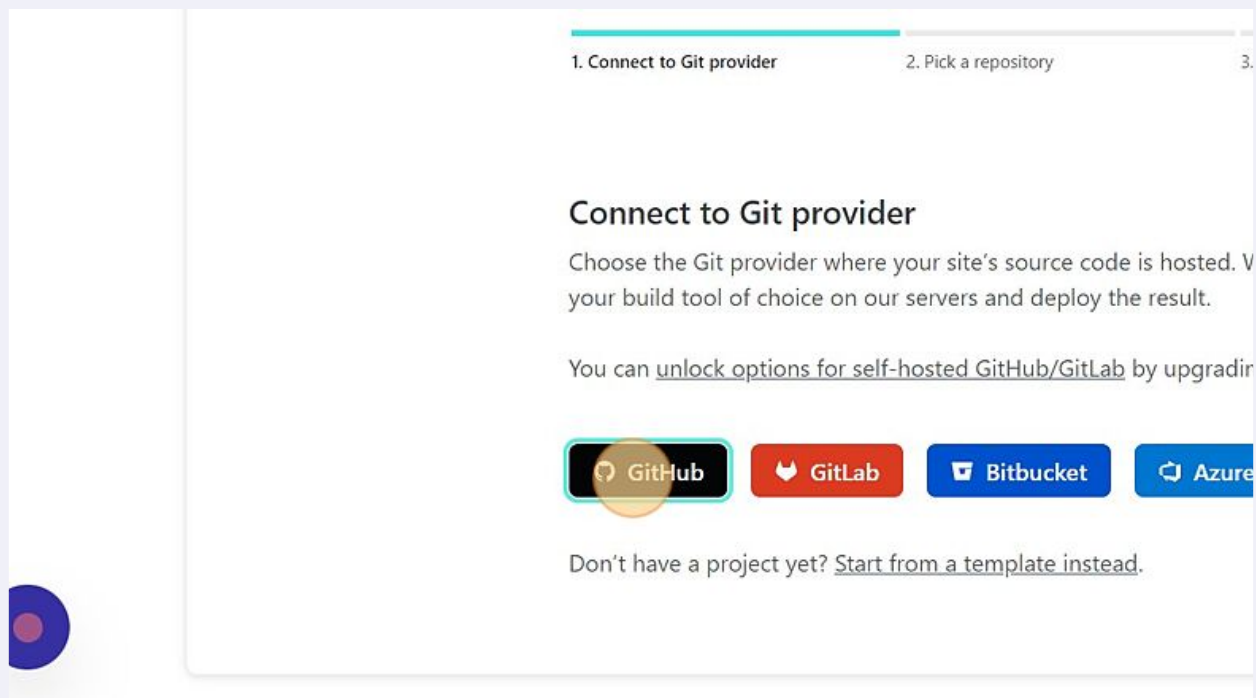 1. Connect to Git provider
2. Pick a repository
3.
Connect to Git provider
Choose the Git provider where your site’s source code is hosted.
your build tool of choice on our servers and deploy the result.
You can unlock options for self-hosted GitHub/GitLab by
GitHub
GitLab
Bitbucket
Azure
Don’t have a project yet? Start from a template instead.